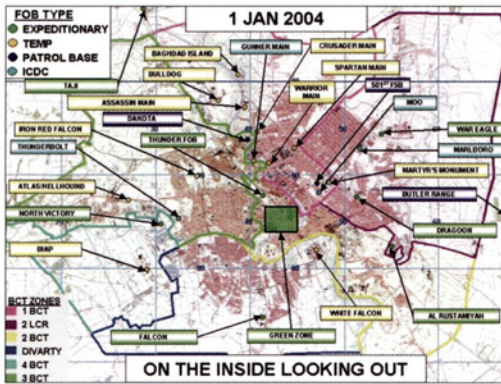 FOB TYPE
EXPEDITIONARY
TEMP
PATROL BASE
ICDC
1 JAN 2004
TAJI
BAGHDAD ISLAND
BULLDOG
ASSASSIN MAIN
DAKOTA
THUNDER FOB
GUNNER MAIN
CRUSADER MAIN
SPARTAN MAIN
WARRIOR MAIN
501ST FSB
MOO
WAR EAGLE
MARLBORO
MARTYR'S MONUMENT
BUTLER RANGE
DRAGOON
AL RUSTAMIYAH
IRON RED FALCON
THUNDERBOLT
ATLAS/HELLHOUND
NORTH VICTORY
BIAP
FALCON
GREEN ZONE
WHITE FALCON
BCT ZONES
1 BCT
2 LCR
2 BCT
DIVARTY
4 BCT
3 BCT
ON THE INSIDE LOOKING OUT